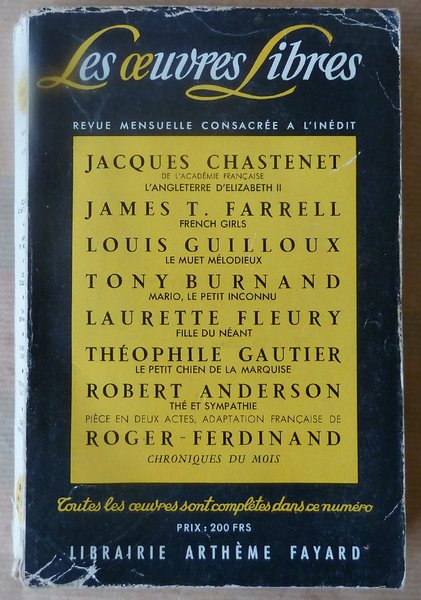 Les œuvres Libres
REVUE MENSUELLE CONSACRÉE A L'INÉDIT
JACQUES CHASTENET
DE L'ACADÉMIE FRANÇAISE
L'ANGLETERRE D'ELIZABETH II
JAMES T. FARRELL
FRENCH GIRLS
LOUIS GUILLOUX
LE MUET MÉLODIEUX
TONY BURNAND
MARIO, LE PETIT INCONNU
LAURETTE FLEURY
FILLE DU NÉANT
THÉOPHILE GAUTIER
LE PETIT CHIEN DE LA MARQUISE
ROBERT ANDERSON
THÉ ET SYMPATHIE
PIÈCE EN DEUX ACTES, ADAPTATION FRANÇAISE DE
ROGER-FERDINAND
CHRONIQUES DU MOIS
Toutes les œuvres sont complètes dans ce numéro
PRIX : 200 FRS
LIBRAIRIE ARTHÈME FAYARD